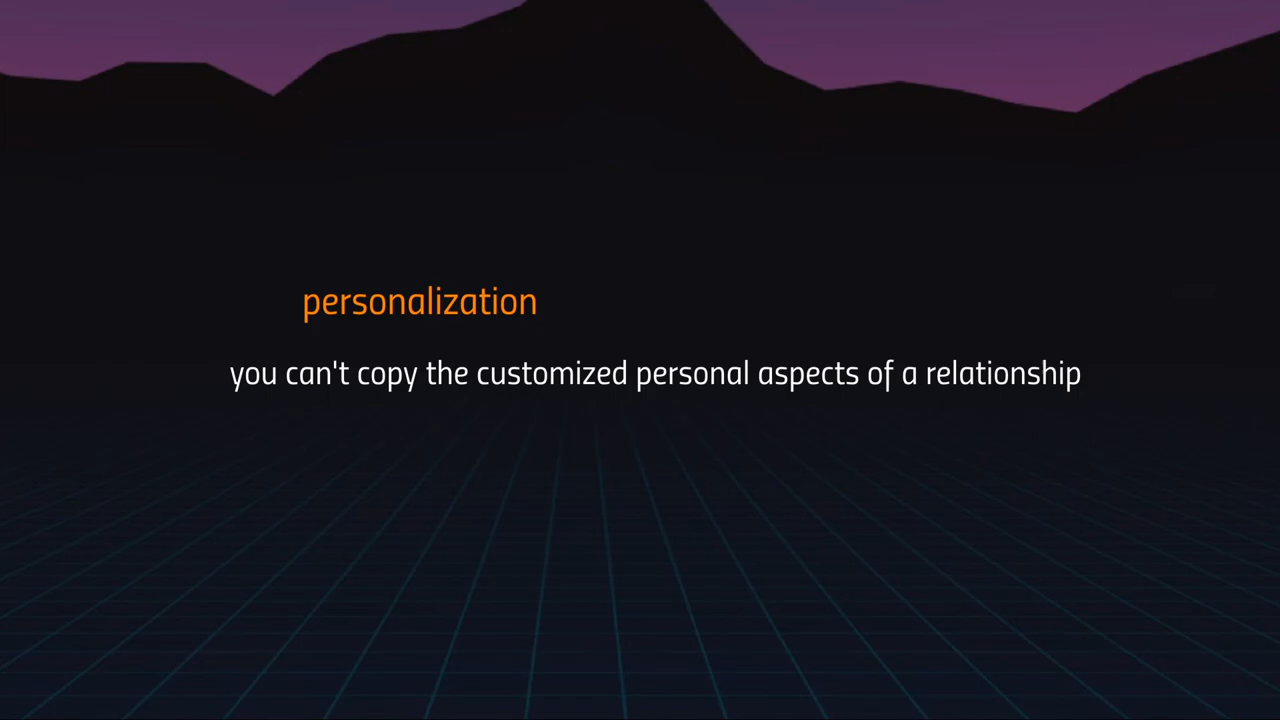 personalization
you can't copy the customized personal aspects of a relationship